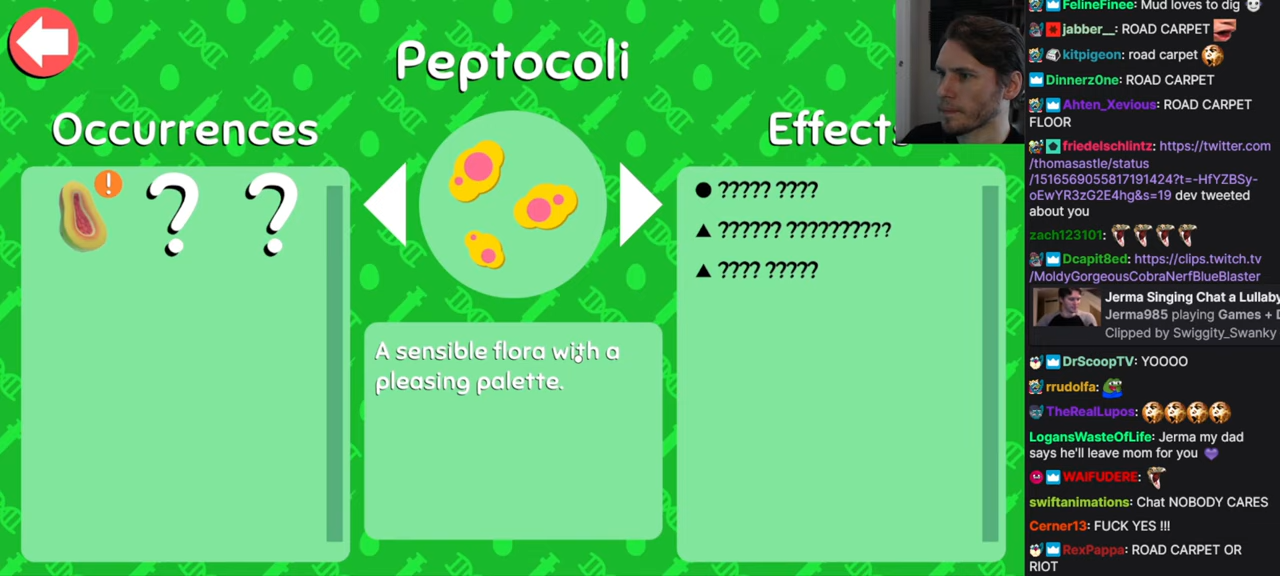 Peptocoli
Occurrences
Effects
!
? ?
????? ????
?????? ?????????
???? ?????
A sensible flora with a
pleasing palette.
FelineFinee: Mud loves to dig
jabber__: ROAD CARPET
kitpigeon: road carpet
Dinnerz0ne: ROAD CARPET
Ahten_Xevious: ROAD CARPET
FLOOR
friedelschlintz: https://twitter.com
/thomasastle/status
/1516569055817191424?t=-HfYZBSy-
oEwYR3zG2E4hg&s=19 dev tweeted
about you
zach123101:
Dcapit8ed: https://clips.twitch.tv
/MoldyGorgeousCobraNerfBlueBlaster
Jerma Singing Chat a Lullaby
Jerma985 playing Games + D
Clipped by Swiggity_Swanky
DrScoopTV: YOOOO
rrudolfa:
TheRealLupos:
LogansWasteOfLife: Jerma my dad
says he'll leave mom for you
WAIFUDERE:
swiftanimations: Chat NOBODY CARES
Cerner13: FUCK YES !!!
RexPappa: ROAD CARPET OR
RIOT